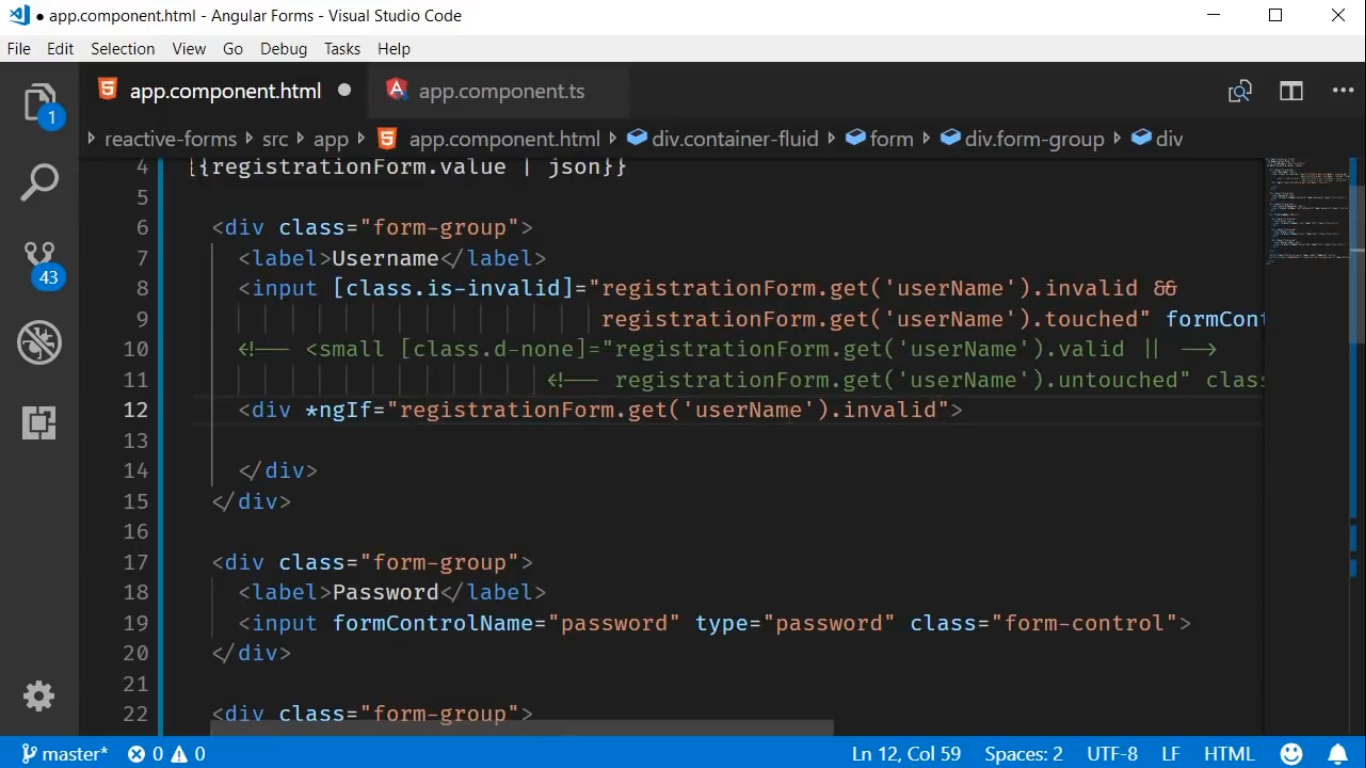 ● app.component.html - Angular Forms - Visual Studio Code
File Edit Selection View Go Debug Tasks Help
app.component.html ● app.component.ts
1
reactive-forms src app app.component.html div.container-fluid form div.form-group div
4 {{registrationForm.value | json}}
5
6 <div class="form-group">
7 <label>Username</label>
8 <input [class.is-invalid]="registrationForm.get('userName').invalid &&
9 registrationForm.get('userName').touched" formCont
10 <!-- <small [class.d-none]="registrationForm.get('userName').valid || -->
11 <!-- registrationForm.get('userName').untouched" clas
12 <div *ngIf="registrationForm.get('userName').invalid">
13
14 </div>
15 </div>
16
17 <div class="form-group">
18 <label>Password</label>
19 <input formControlName="password" type="password" class="form-control">
20 </div>
21
22 <div class="form-group">
43
master* 0 0 Ln 12, Col 59 Spaces: 2 UTF-8 LF HTML